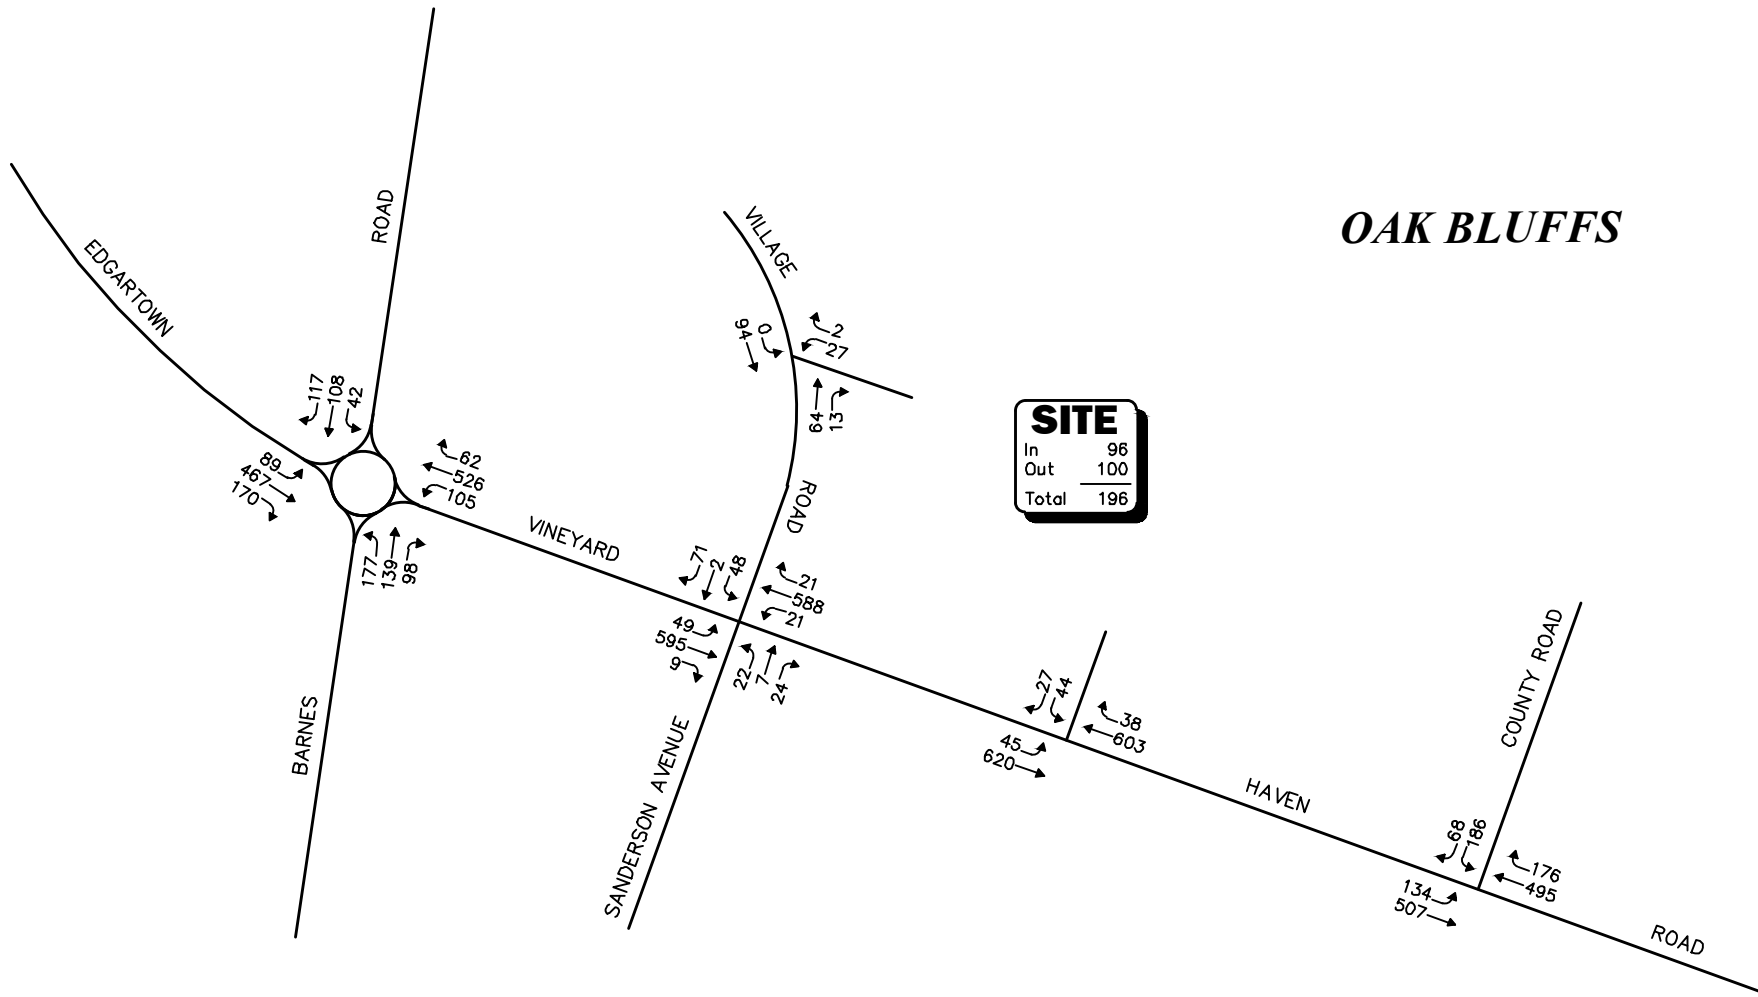 OAK BLUFFS
ROAD
EDGARTOWN
VILLAGE
2
27
0
94
64
13
SITE
In 96
Out 100
Total 196
117
108
42
89
467
170
62
526
105
177
139
98
VINEYARD
ROAD
71
2
48
21
588
21
49
595
9
22
7
24
BARNES
SANDERSON AVENUE
27
44
38
603
45
620
HAVEN
COUNTY ROAD
68
186
176
495
134
507
ROAD